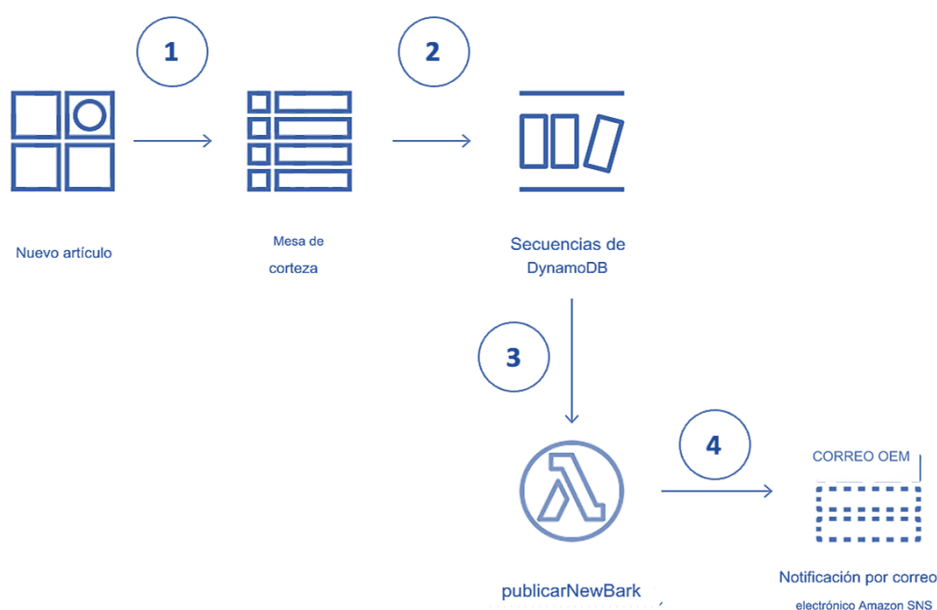 1
2
Nuevo artículo
Mesa de
corteza
Secuencias de
DynamoDB
3
4
CORREO OEM
publicarNewBark
Notificación por correo
electrónico Amazon SNS